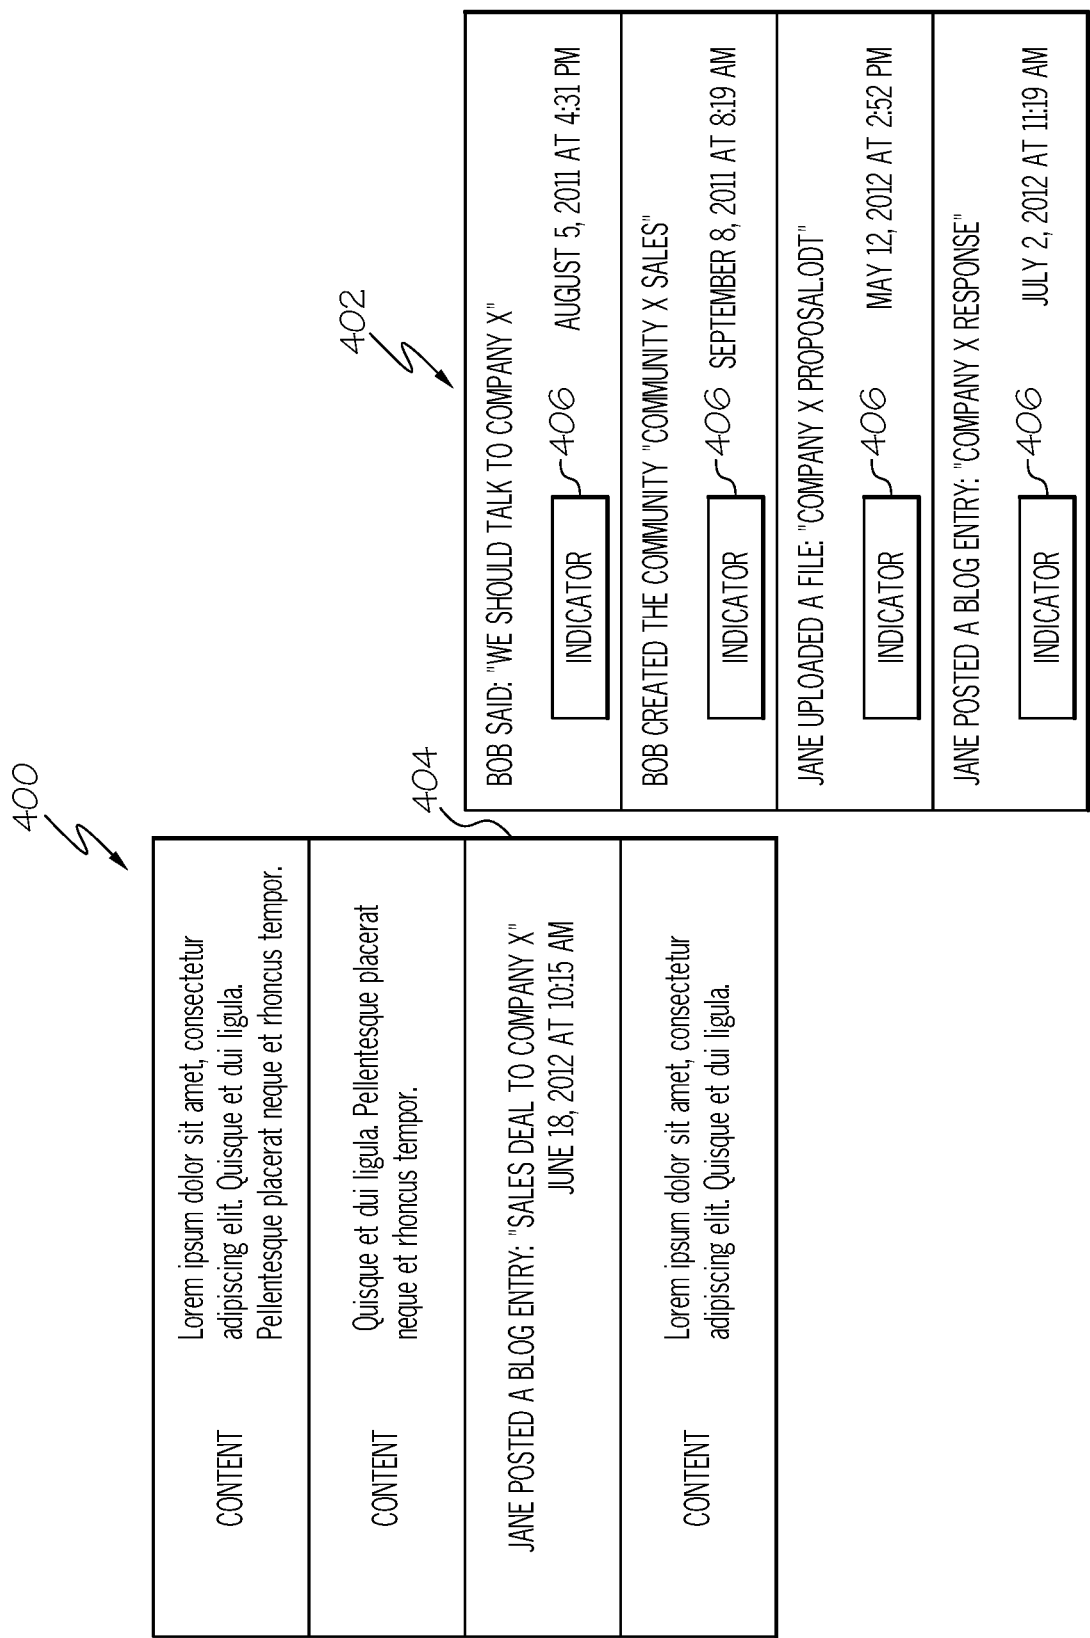 400
CONTENT
Lorem ipsum dolor sit amet, consectetur
adipiscing elit. Quisque et dui ligula.
Pellentesque placerat neque et rhoncus tempor.
CONTENT
Quisque et dui ligula. Pellentesque placerat
neque et rhoncus tempor.
404
JANE POSTED A BLOG ENTRY: "SALES DEAL TO COMPANY X"
JUNE 18, 2012 AT 10:15 AM
CONTENT
Lorem ipsum dolor sit amet, consectetur
adipiscing elit. Quisque et dui ligula.
402
BOB SAID: "WE SHOULD TALK TO COMPANY X"
INDICATOR 406 AUGUST 5, 2011 AT 4:31 PM
BOB CREATED THE COMMUNITY "COMMUNITY X SALES"
INDICATOR 406 SEPTEMBER 8, 2011 AT 8:19 AM
JANE UPLOADED A FILE: "COMPANY X PROPOSAL.ODT"
INDICATOR 406 MAY 12, 2012 AT 2:52 PM
JANE POSTED A BLOG ENTRY: "COMPANY X RESPONSE"
INDICATOR 406 JULY 2, 2012 AT 11:19 AM